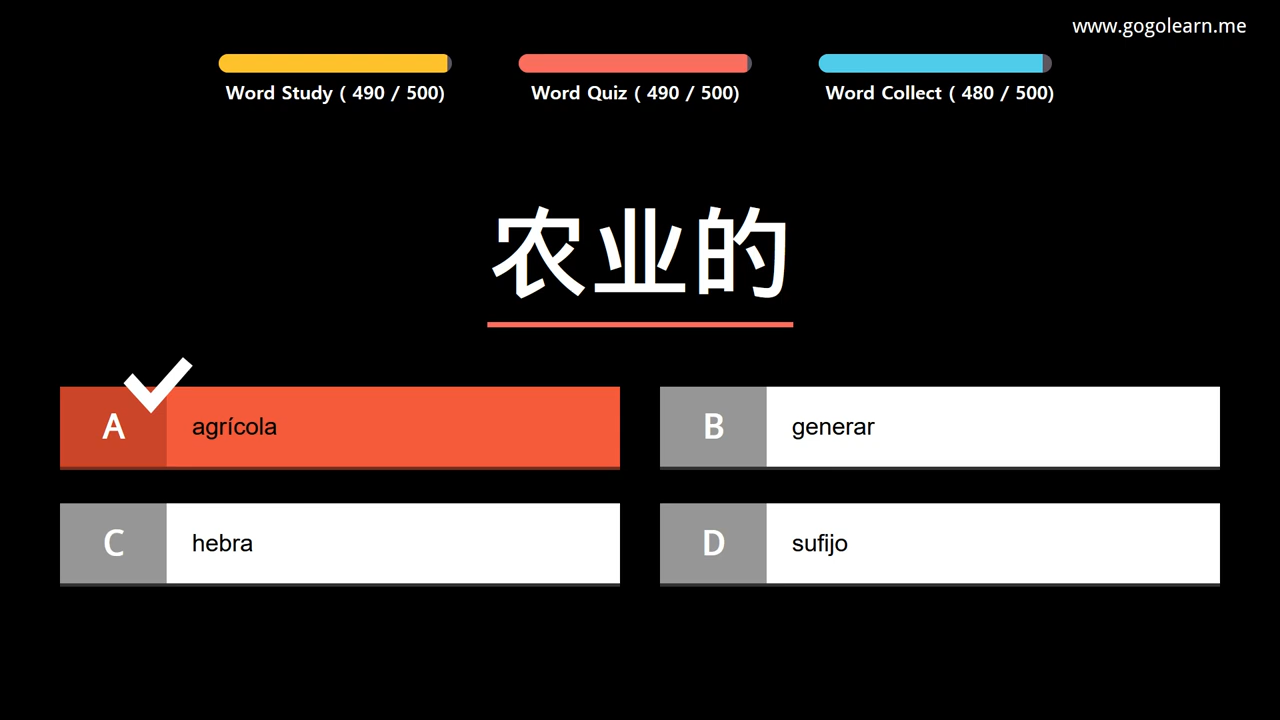 www.gogolearn.me
Word Study ( 490 / 500)
Word Quiz ( 490 / 500)
Word Collect ( 480 / 500)
农业的
A agrícola
B generar
C hebra
D sufijo